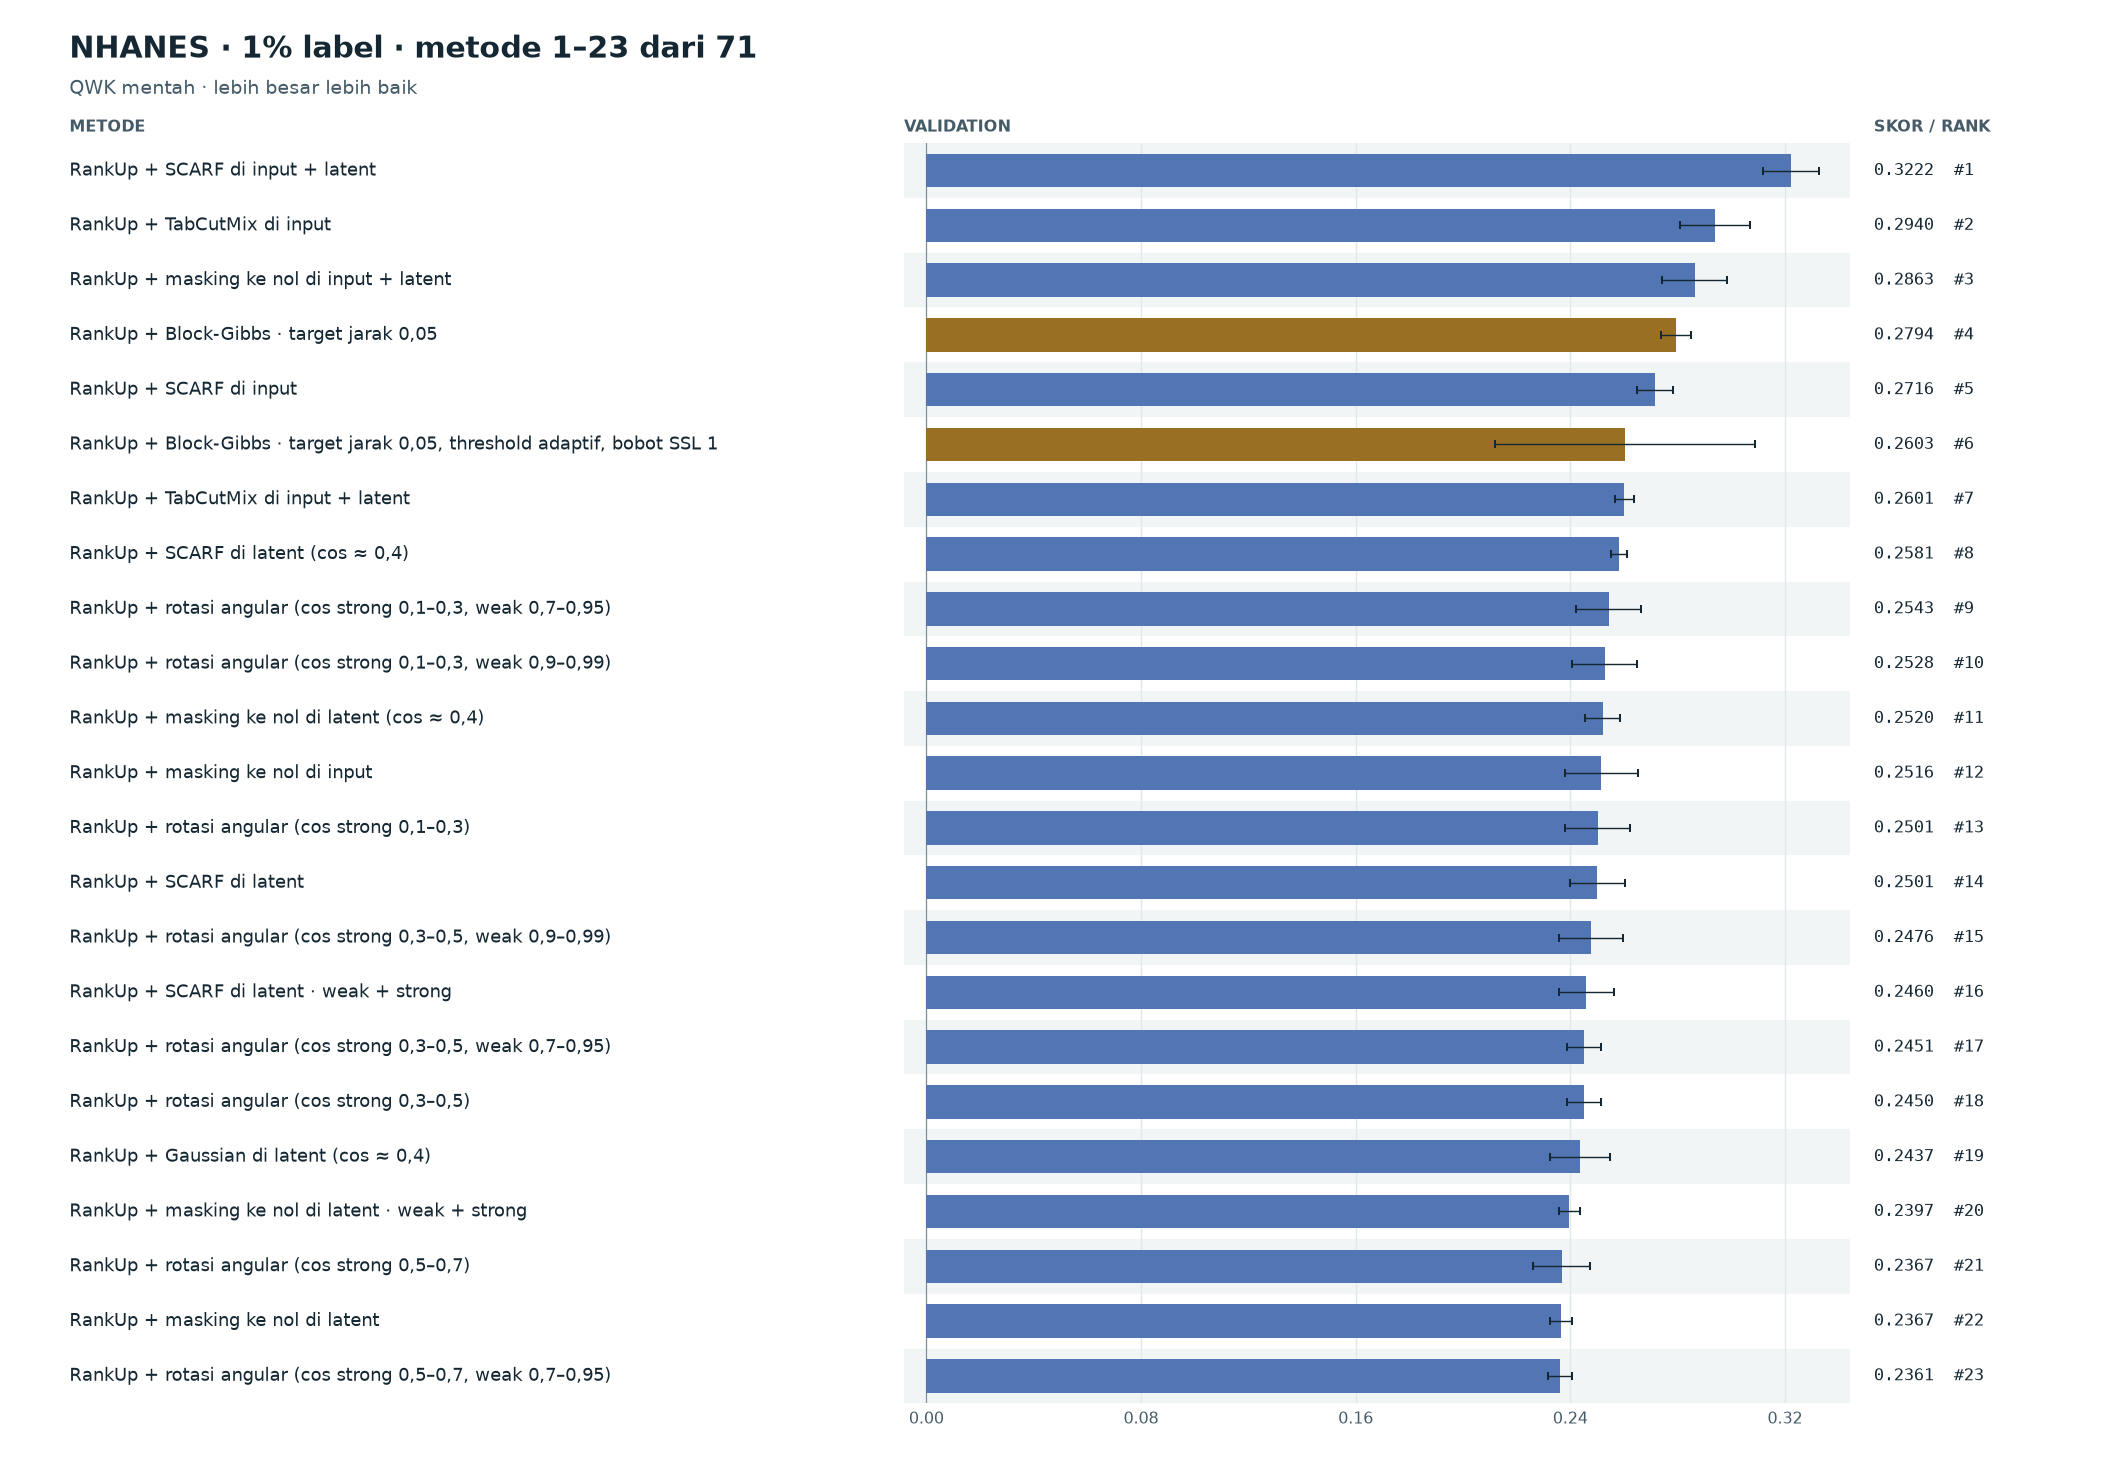 NHANES · 1% label · metode 1–23 dari 71
QWK mentah · lebih besar lebih baik
METODE VALIDATION SKOR / RANK
RankUp + SCARF di input + latent 0.3222 #1
RankUp + TabCutMix di input 0.2940 #2
RankUp + masking ke nol di input + latent 0.2863 #3
RankUp + Block-Gibbs · target jarak 0,05 0.2794 #4
RankUp + SCARF di input 0.2716 #5
RankUp + Block-Gibbs · target jarak 0,05, threshold adaptif, bobot SSL 1 0.2603 #6
RankUp + TabCutMix di input + latent 0.2601 #7
RankUp + SCARF di latent (cos ≈ 0,4) 0.2581 #8
RankUp + rotasi angular (cos strong 0,1–0,3, weak 0,7–0,95) 0.2543 #9
RankUp + rotasi angular (cos strong 0,1–0,3, weak 0,9–0,99) 0.2528 #10
RankUp + masking ke nol di latent (cos ≈ 0,4) 0.2520 #11
RankUp + masking ke nol di input 0.2516 #12
RankUp + rotasi angular (cos strong 0,1–0,3) 0.2501 #13
RankUp + SCARF di latent 0.2501 #14
RankUp + rotasi angular (cos strong 0,3–0,5, weak 0,9–0,99) 0.2476 #15
RankUp + SCARF di latent · weak + strong 0.2460 #16
RankUp + rotasi angular (cos strong 0,3–0,5, weak 0,7–0,95) 0.2451 #17
RankUp + rotasi angular (cos strong 0,3–0,5) 0.2450 #18
RankUp + Gaussian di latent (cos ≈ 0,4) 0.2437 #19
RankUp + masking ke nol di latent · weak + strong 0.2397 #20
RankUp + rotasi angular (cos strong 0,5–0,7) 0.2367 #21
RankUp + masking ke nol di latent 0.2367 #22
RankUp + rotasi angular (cos strong 0,5–0,7, weak 0,7–0,95) 0.2361 #23
0.00 0.08 0.16 0.24 0.32